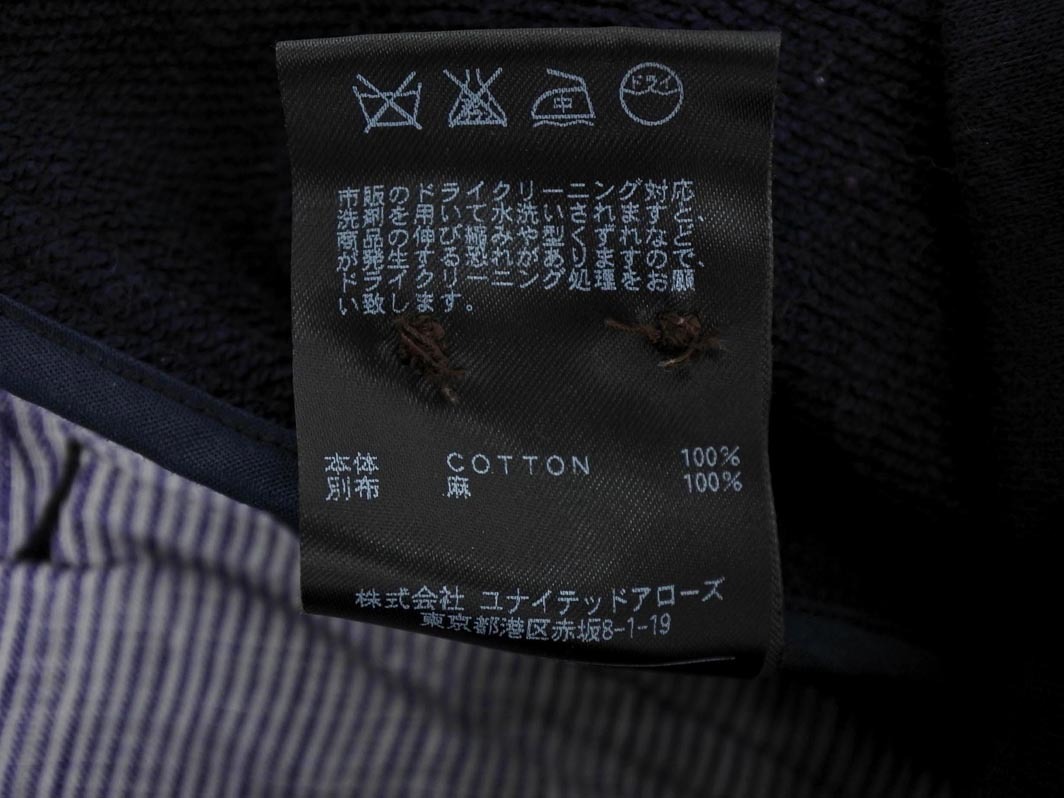 中 ドライ
市販のドライクリーニング対応
洗剤を用いて水洗いされますと、
商品の伸び縮みや型くずれなど
が発生する恐れがありますので、
ドライクリーニング処理をお願
い致します。
本体 COTTON 100%
別布 麻 100%
株式会社 ユナイテッドアローズ
東京都港区赤坂8-1-19